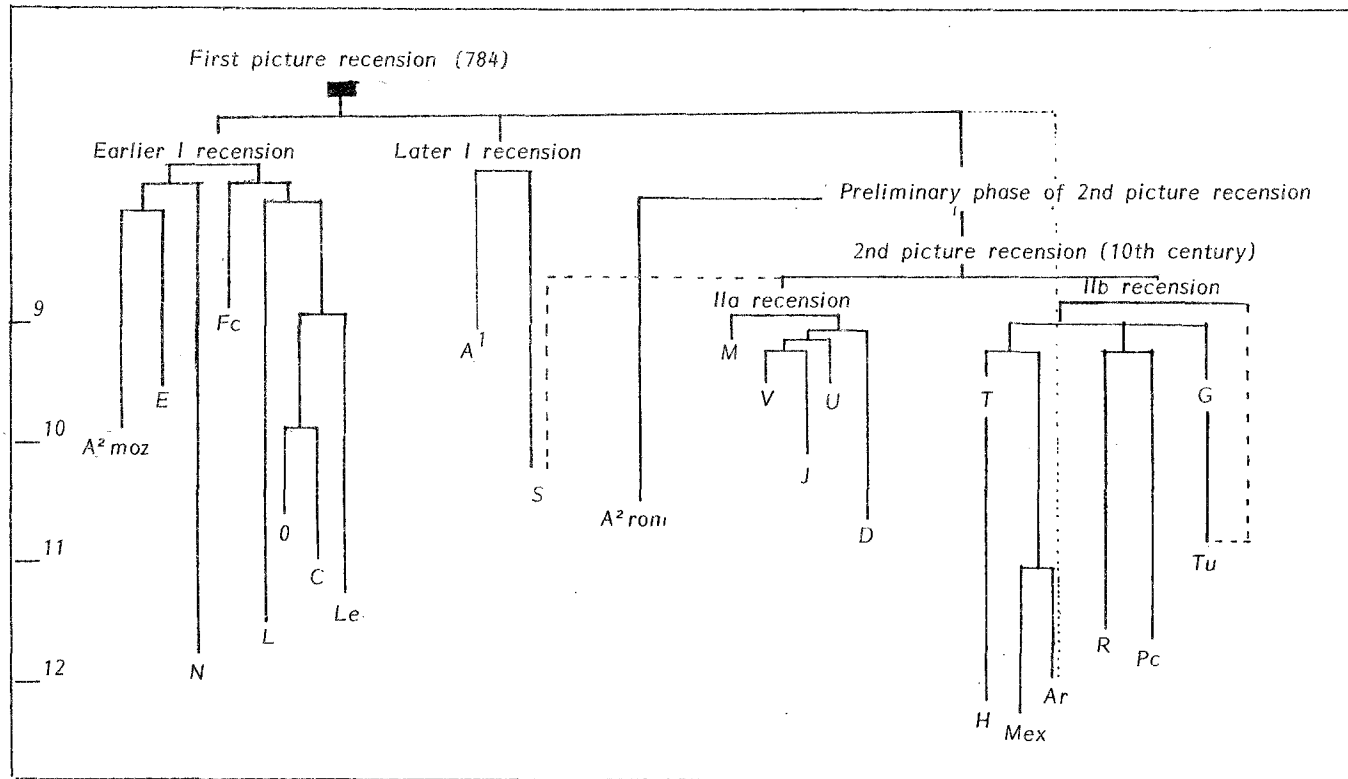 First picture recension (784)
Earlier I recension
Later I recension
Preliminary phase of 2nd picture recension
2nd picture recension (10th century)
IIa recension
IIb recension
9
Fc
A¹
M
E
V
U
T
G
10
A² moz
J
S
A² rom
O
D
11
C
Tu
Le
L
R
Pc
N
12
Ar
H
Mex